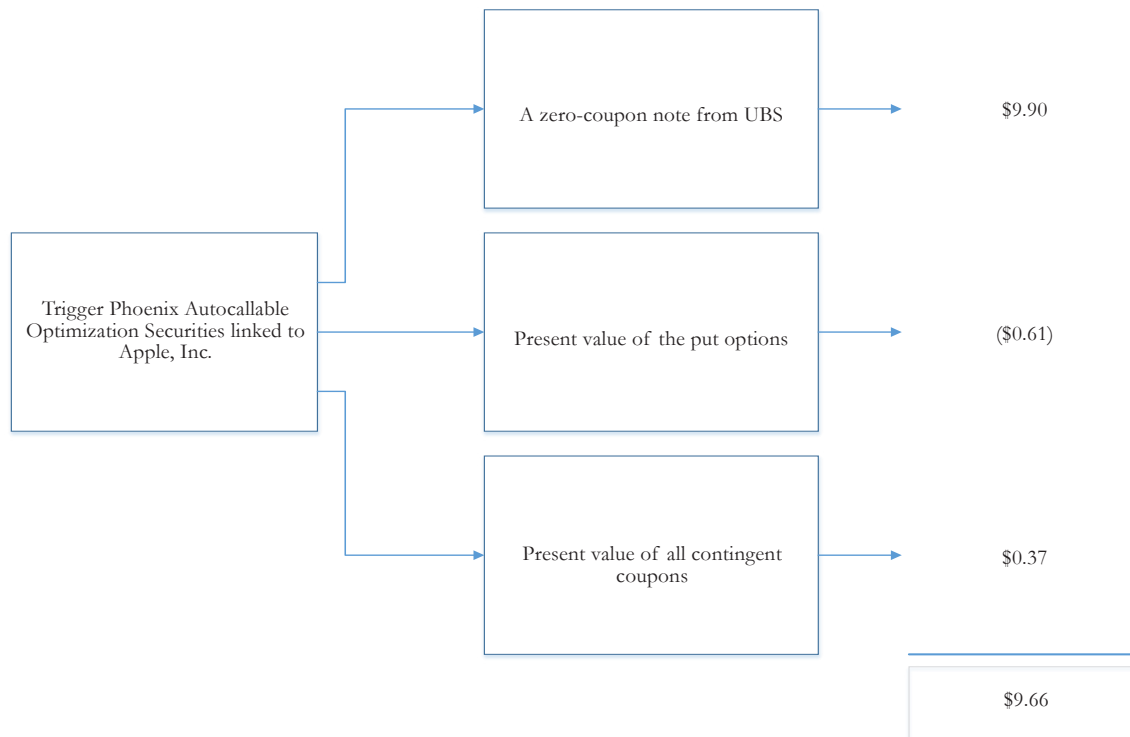 A zero-coupon note from UBS
$9.90
Trigger Phoenix Autocallable
Optimization Securities linked to
Apple, Inc.
Present value of the put options
($0.61)
Present value of all contingent
coupons
$0.37
$9.66